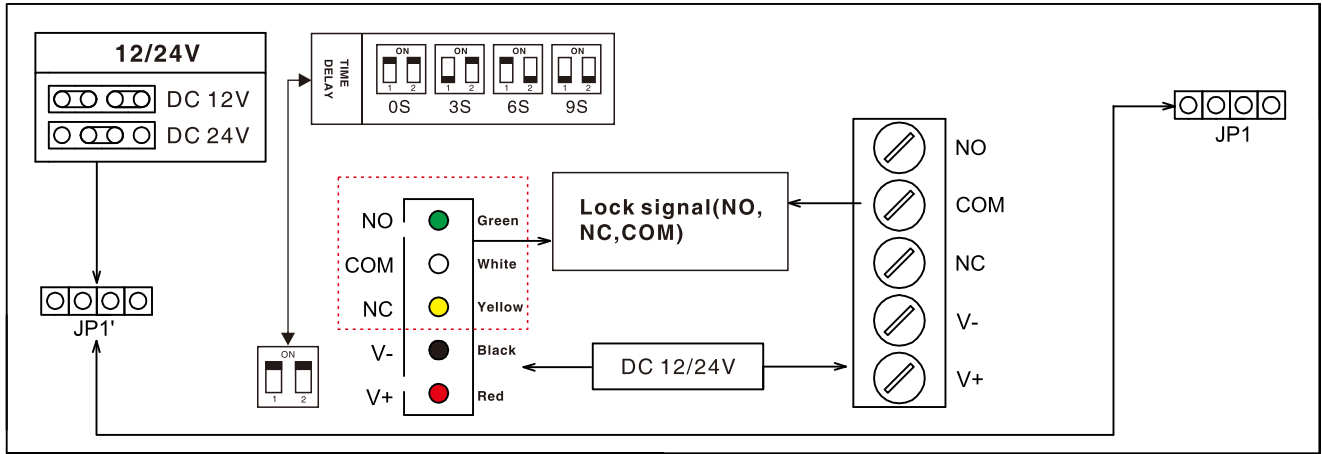 12/24V
DC 12V
DC 24V
TIME
DELAY
ON
1 2
0S
ON
1 2
3S
ON
1 2
6S
ON
1 2
9S
JP1
NO
COM
NC
V-
V+
NO Green
COM White
NC Yellow
V- Black
V+ Red
Lock signal(NO,
NC,COM)
DC 12/24V
JP1'
ON
1 2